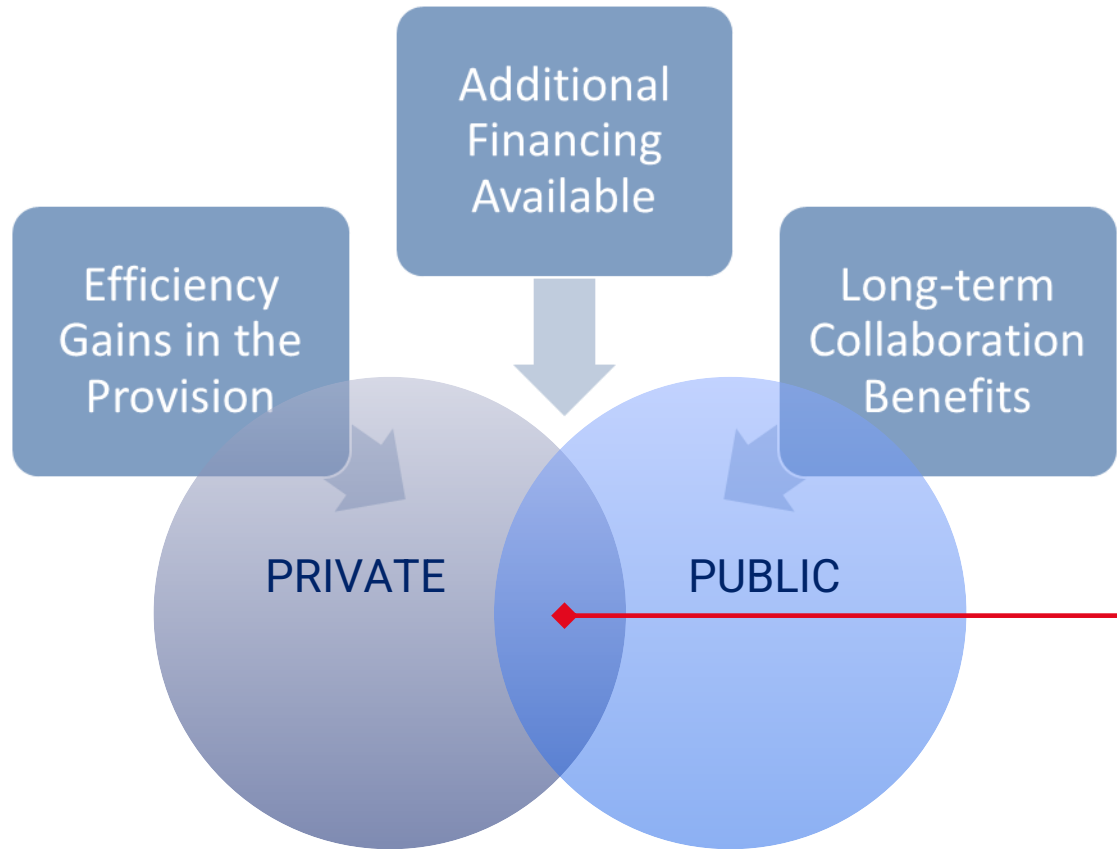 Additional
Financing
Available
Efficiency
Gains in the
Provision
Long-term
Collaboration
Benefits
PRIVATE
PUBLIC